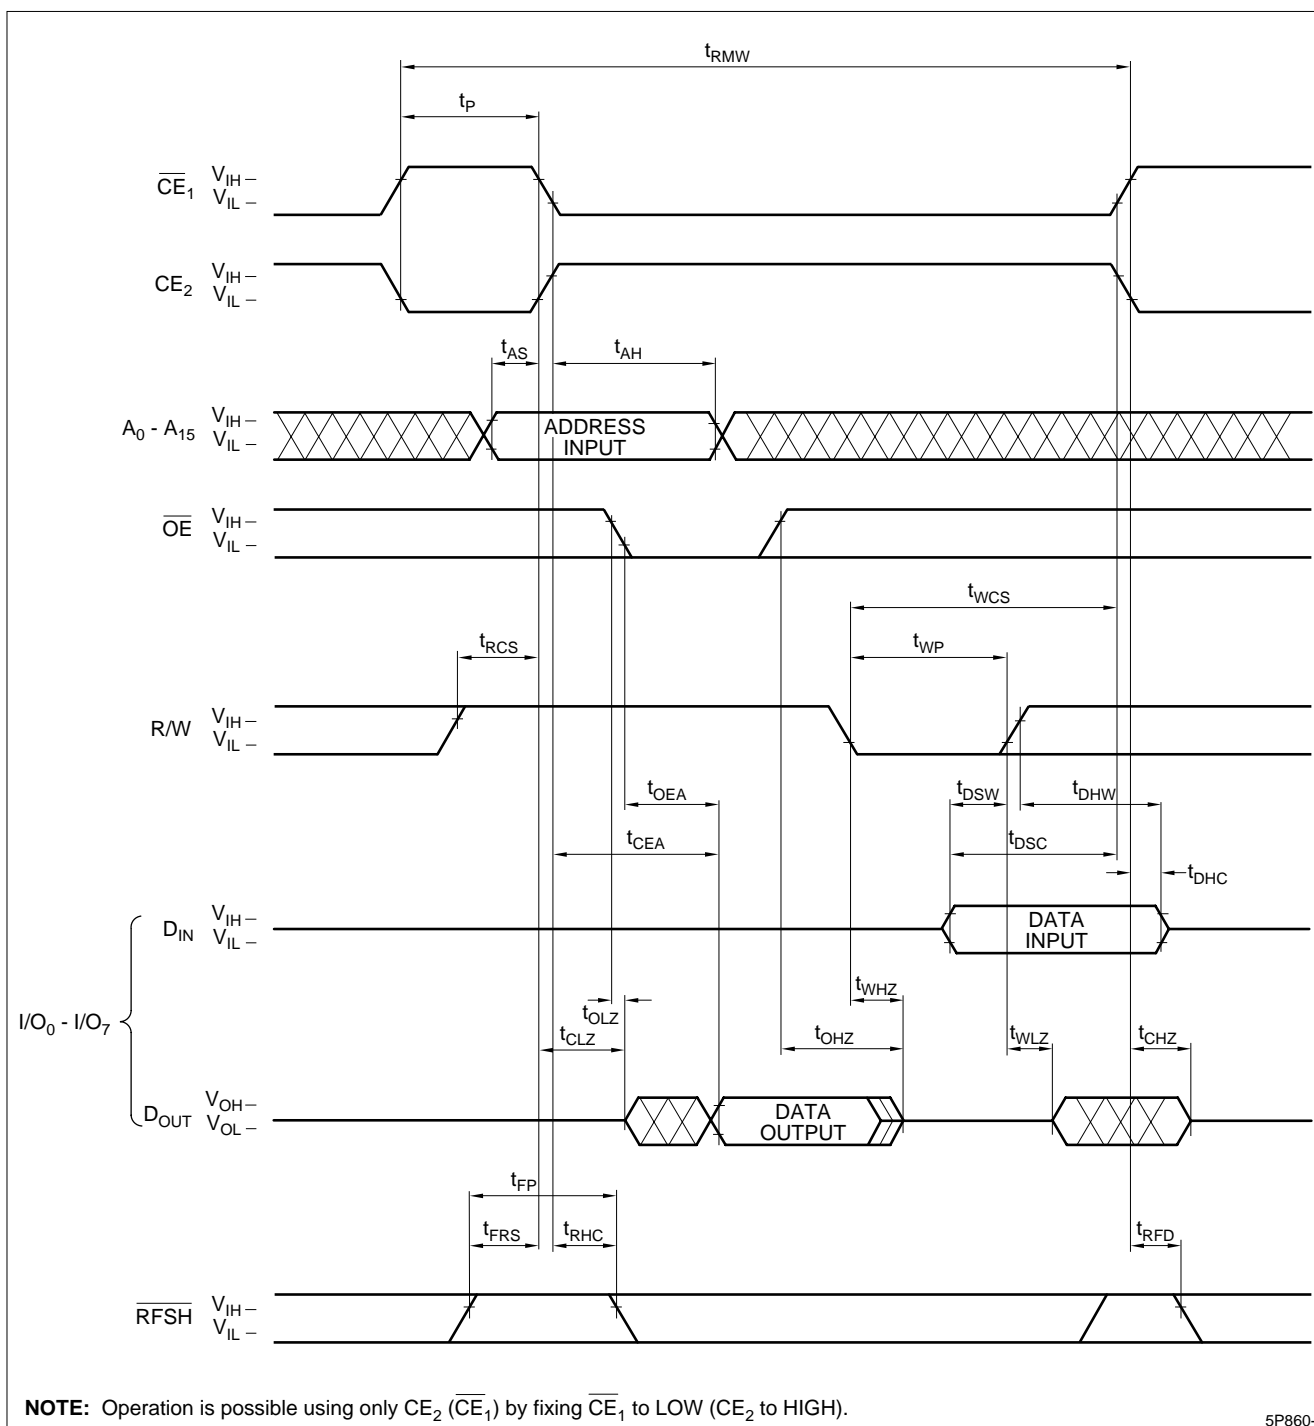 tRMW
tP
CE1 VIH –
VIL –
CE2 VIH –
VIL –
tAS tAH
A0 - A15 VIH –
VIL –
ADDRESS
INPUT
OE VIH –
VIL –
tWCS
tRCS tWP
R/W VIH –
VIL –
tOEA tDSW tDHW
tCEA tDSC
tDHC
DIN VIH –
VIL –
DATA
INPUT
I/O0 - I/O7
tWHZ
tOLZ
tCLZ tOHZ tWLZ tCHZ
DOUT VOH –
VOL –
DATA
OUTPUT
tFP
tFRS tRHC tRFD
RFSH VIH –
VIL –
NOTE: Operation is possible using only CE2 (CE1) by fixing CE1 to LOW (CE2 to HIGH).
5P860-